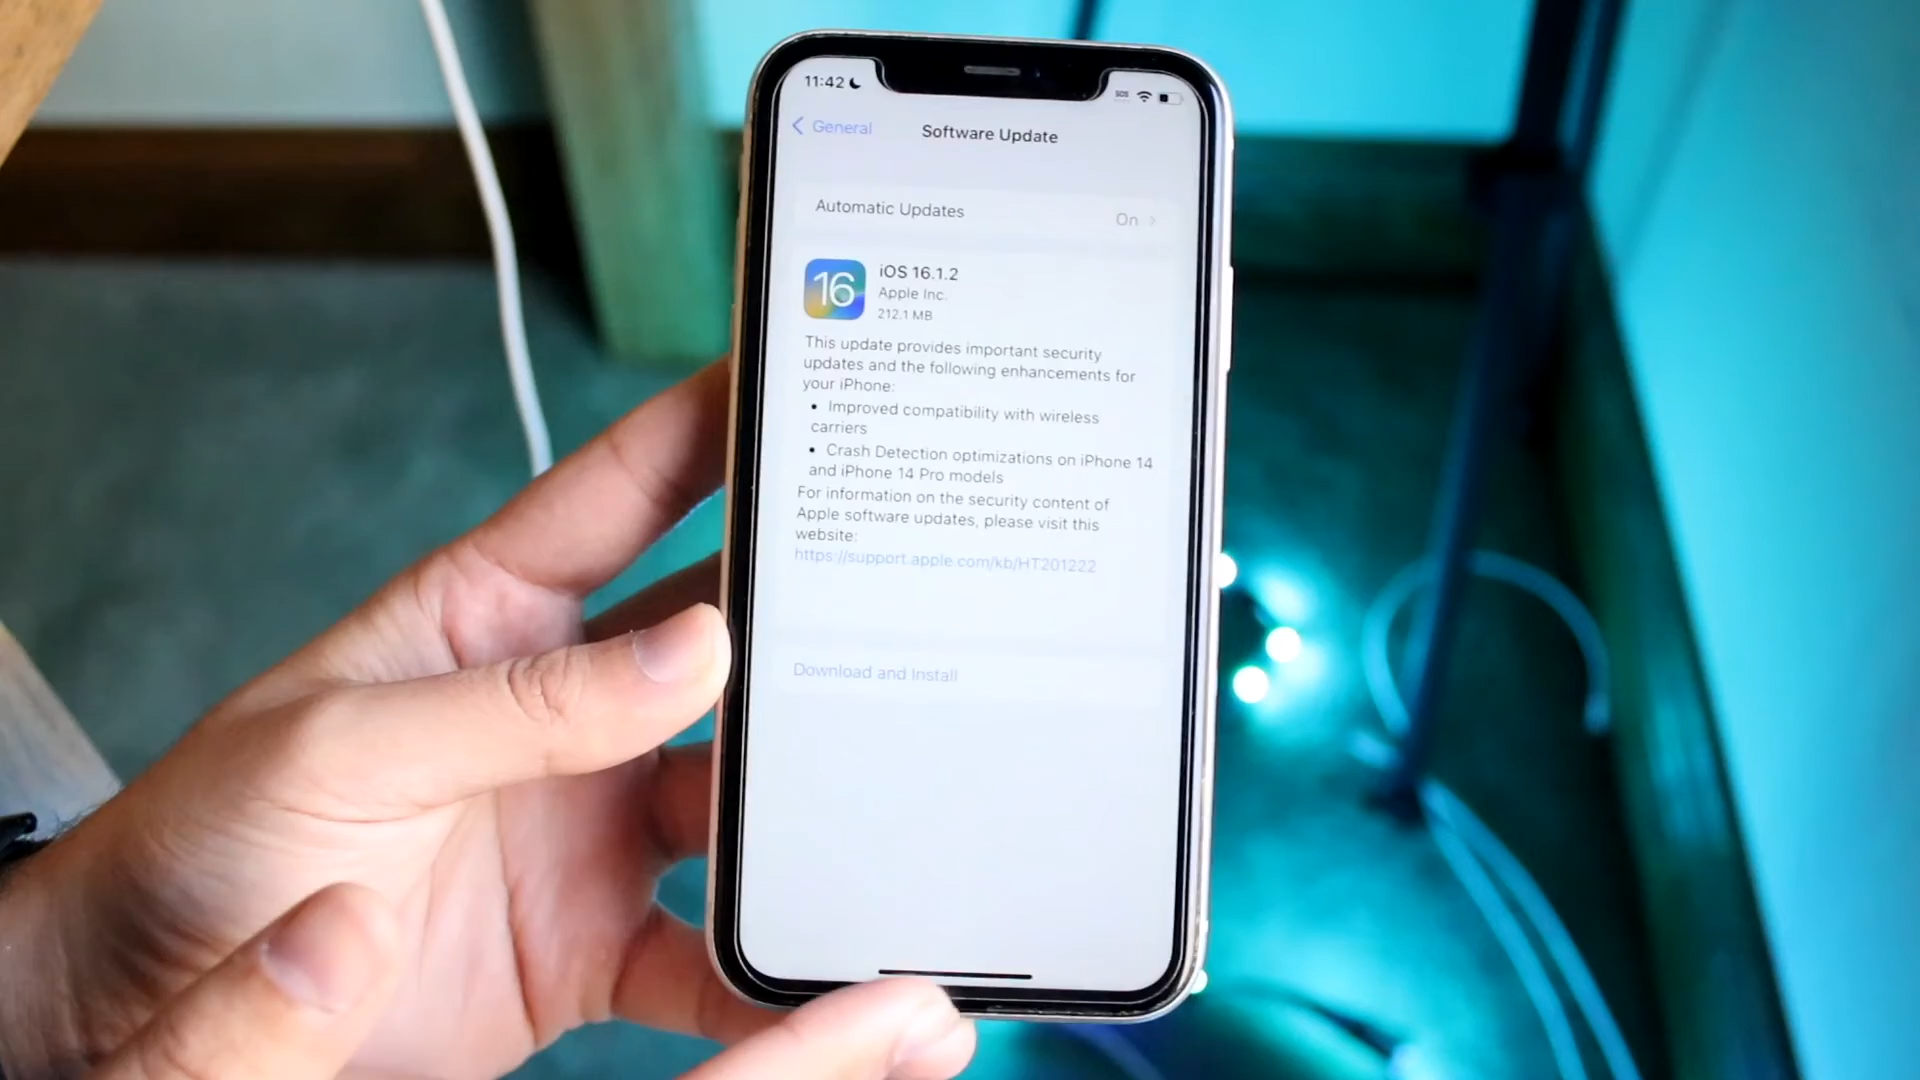 11:42
SOS
General
Software Update
Automatic Updates
On
16
iOS 16.1.2
Apple Inc.
212.1 MB
This update provides important security
updates and the following enhancements for
your iPhone:
• Improved compatibility with wireless
carriers
• Crash Detection optimizations on iPhone 14
and iPhone 14 Pro models
For information on the security content of
Apple software updates, please visit this
website:
https://support.apple.com/kb/HT201222
Download and Install